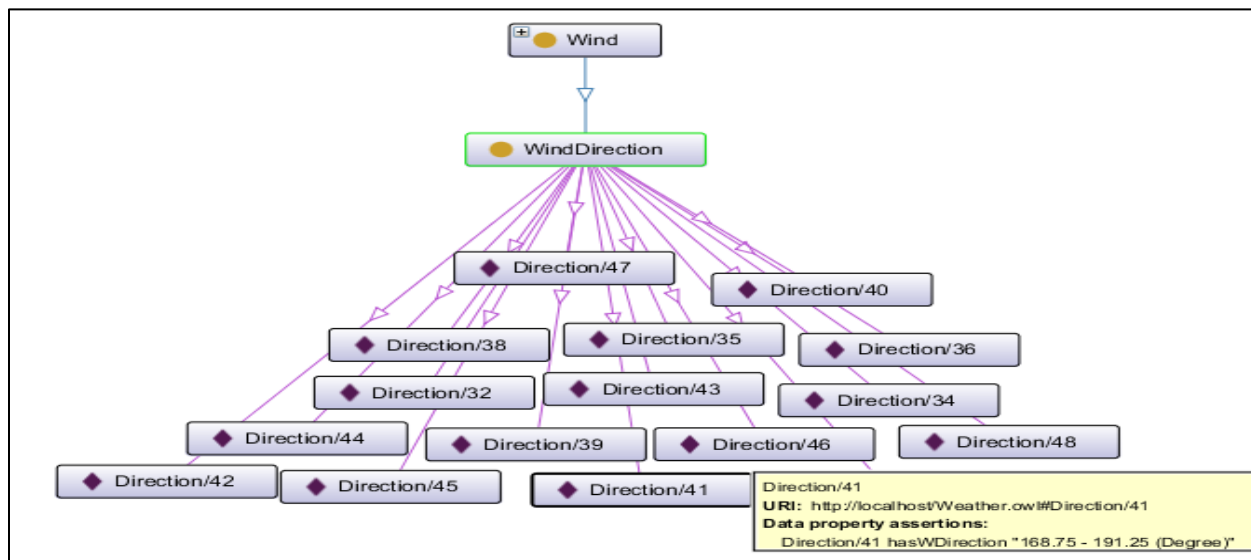 Wind
WindDirection
Direction/47
Direction/40
Direction/38
Direction/35
Direction/36
Direction/32
Direction/43
Direction/34
Direction/44
Direction/39
Direction/46
Direction/48
Direction/42
Direction/45
Direction/41
Direction/41
URI: http://localhost/Weather.owl#Direction/41
Data property assertions:
Direction/41 hasWDirection "168.75 - 191.25 (Degree)"